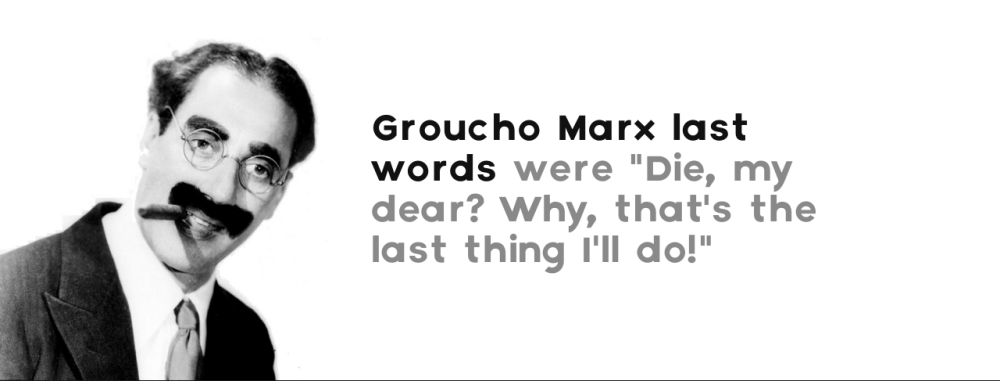 Groucho Marx last
words were "Die, my
dear? Why, that's the
last thing I'll do!"